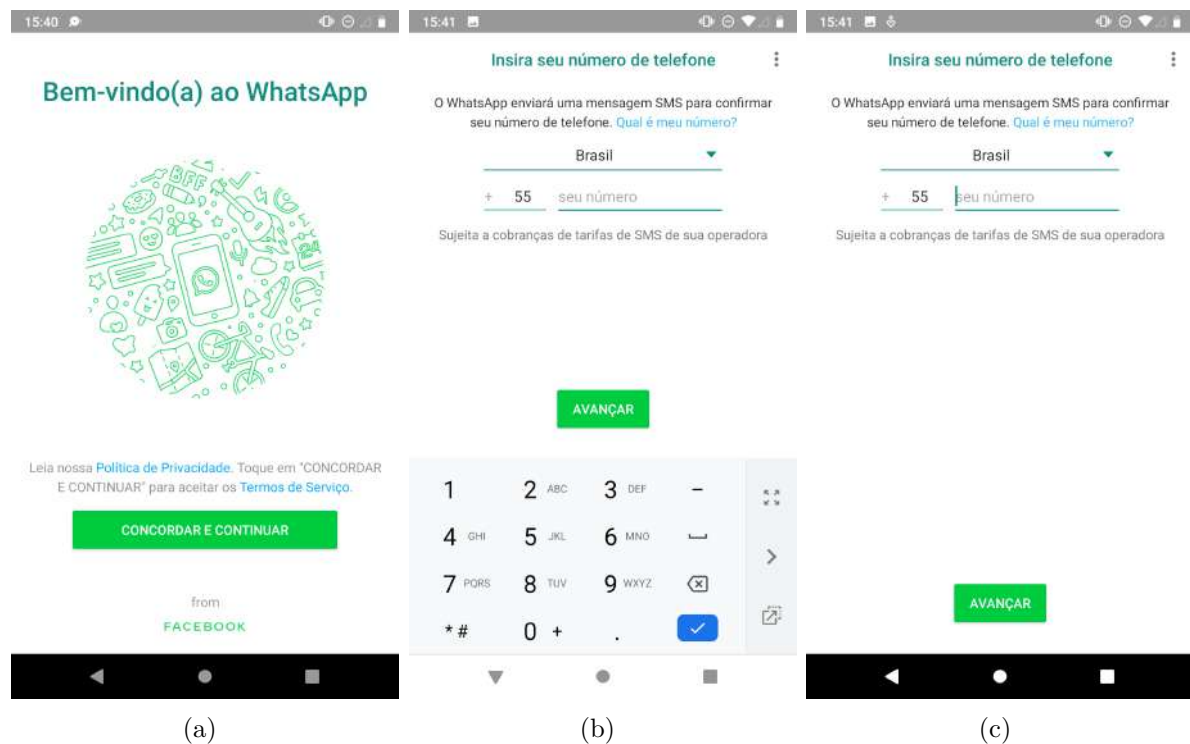 15:40
Bem-vindo(a) ao WhatsApp
BFF
24
Leia nossa Política de Privacidade. Toque em "CONCORDAR
E CONTINUAR" para aceitar os Termos de Serviço.
CONCORDAR E CONTINUAR
from
FACEBOOK
(a)
15:41
Insira seu número de telefone
O WhatsApp enviará uma mensagem SMS para confirmar
seu número de telefone. Qual é meu número?
Brasil
+ 55 seu número
Sujeita a cobranças de tarifas de SMS de sua operadora
AVANÇAR
1 2 ABC 3 DEF –
4 GHI 5 JKL 6 MNO
7 PQRS 8 TUV 9 WXYZ
* # 0 + .
(b)
15:41
Insira seu número de telefone
O WhatsApp enviará uma mensagem SMS para confirmar
seu número de telefone. Qual é meu número?
Brasil
+ 55 seu número
Sujeita a cobranças de tarifas de SMS de sua operadora
AVANÇAR
(c)